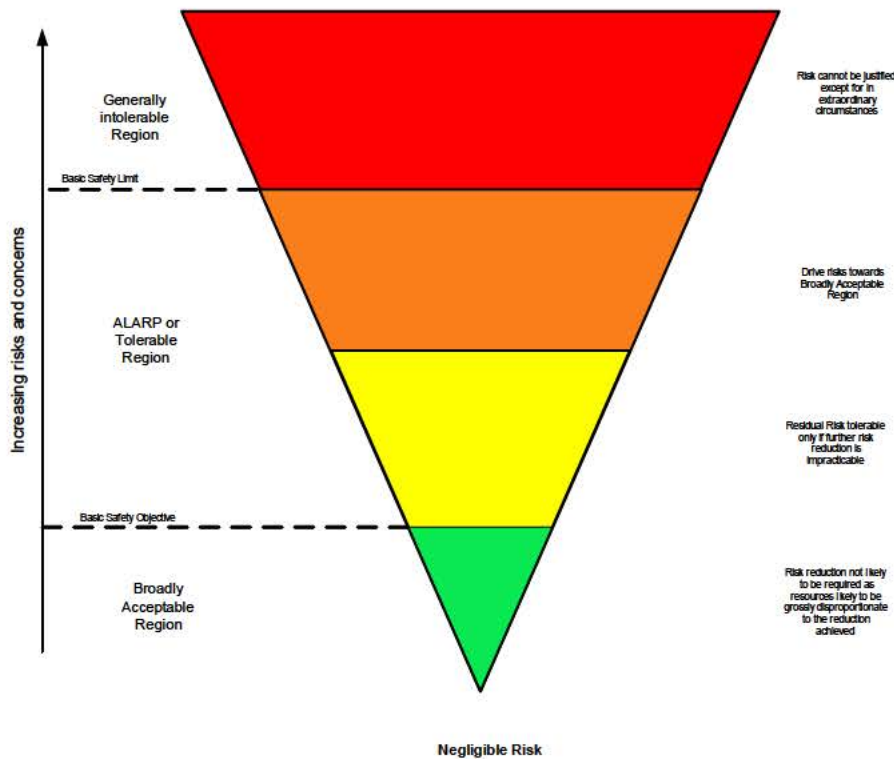 Increasing risks and concerns
Generally
intolerable
Region
Risk cannot be justified
except for in
extraordinary
circumstances
Basic Safety Limit
ALARP or
Tolerable
Region
Drive risks towards
Broadly Acceptable
Region
Residual Risk tolerable
only if further risk
reduction is
impracticable
Basic Safety Objective
Broadly
Acceptable
Region
Risk reduction not likely
to be required as
resources likely to be
grossly disproportionate
to the reduction
achieved
Negligible Risk